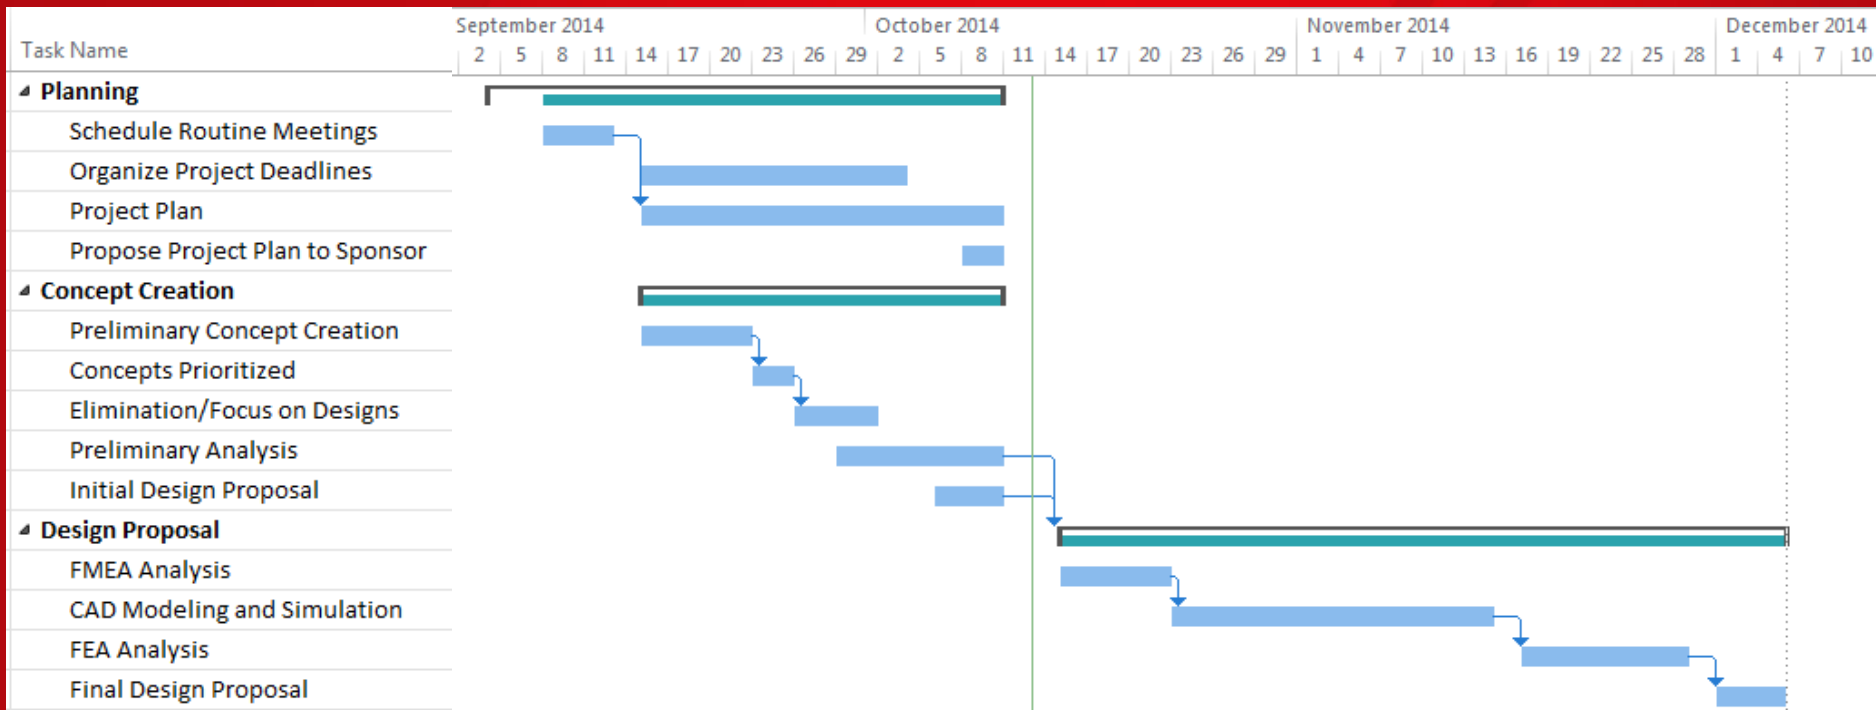 September 2014 October 2014 November 2014 December 2014
Task Name
2 5 8 11 14 17 20 23 26 29 2 5 8 11 14 17 20 23 26 29 1 4 7 10 13 16 19 22 25 28 1 4 7 10
Planning
Schedule Routine Meetings
Organize Project Deadlines
Project Plan
Propose Project Plan to Sponsor
Concept Creation
Preliminary Concept Creation
Concepts Prioritized
Elimination/Focus on Designs
Preliminary Analysis
Initial Design Proposal
Design Proposal
FMEA Analysis
CAD Modeling and Simulation
FEA Analysis
Final Design Proposal